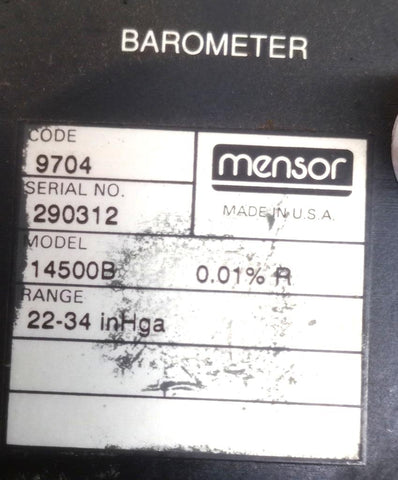 BAROMETER
CODE
9704
mensor
SERIAL NO.
290312
MADE IN U.S.A.
MODEL
14500B 0.01% R
RANGE
22-34 inHga